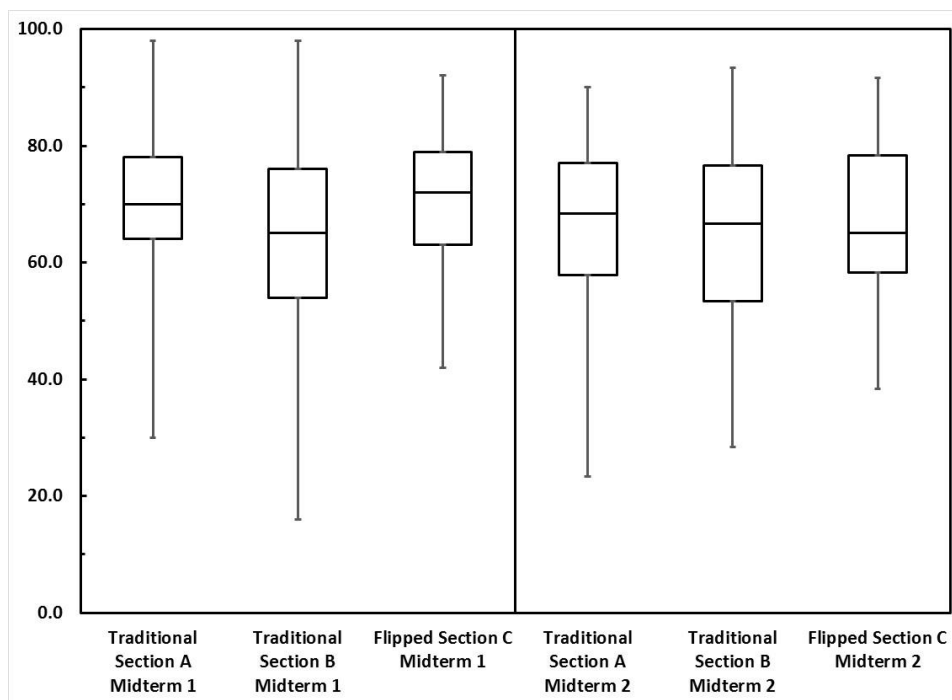 100.0
80.0
60.0
40.0
20.0
0.0
Traditional
Section A
Midterm 1
Traditional
Section B
Midterm 1
Flipped Section C
Midterm 1
Traditional
Section A
Midterm 2
Traditional
Section B
Midterm 2
Flipped Section C
Midterm 2